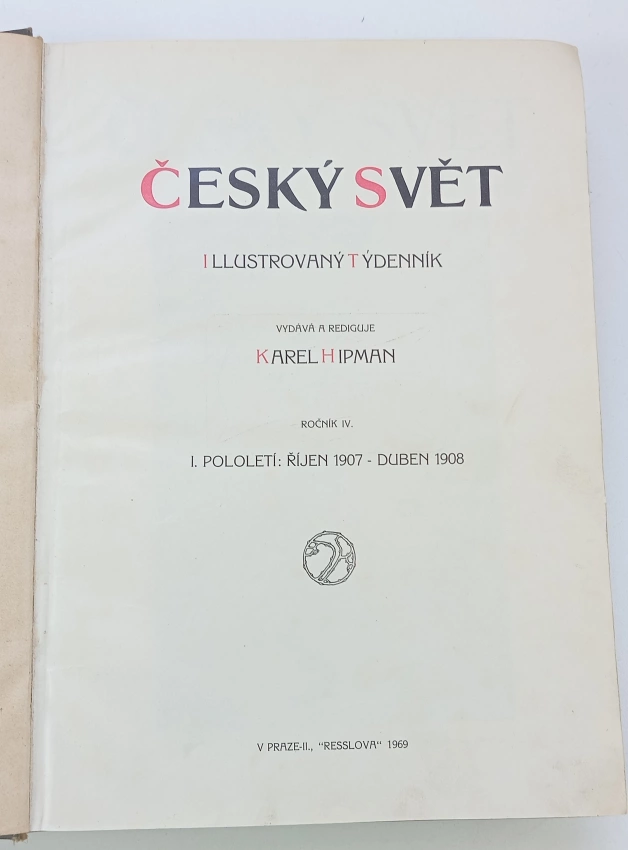 ČESKÝ SVĚT
ILLUSTROVANÝ TÝDENNÍK
VYDÁVÁ A REDIGUJE
KAREL HIPMAN
ROČNÍK IV.
I. POLOLETÍ: ŘÍJEN 1907 - DUBEN 1908
V PRAZE-II., "RESSLOVA" 1969